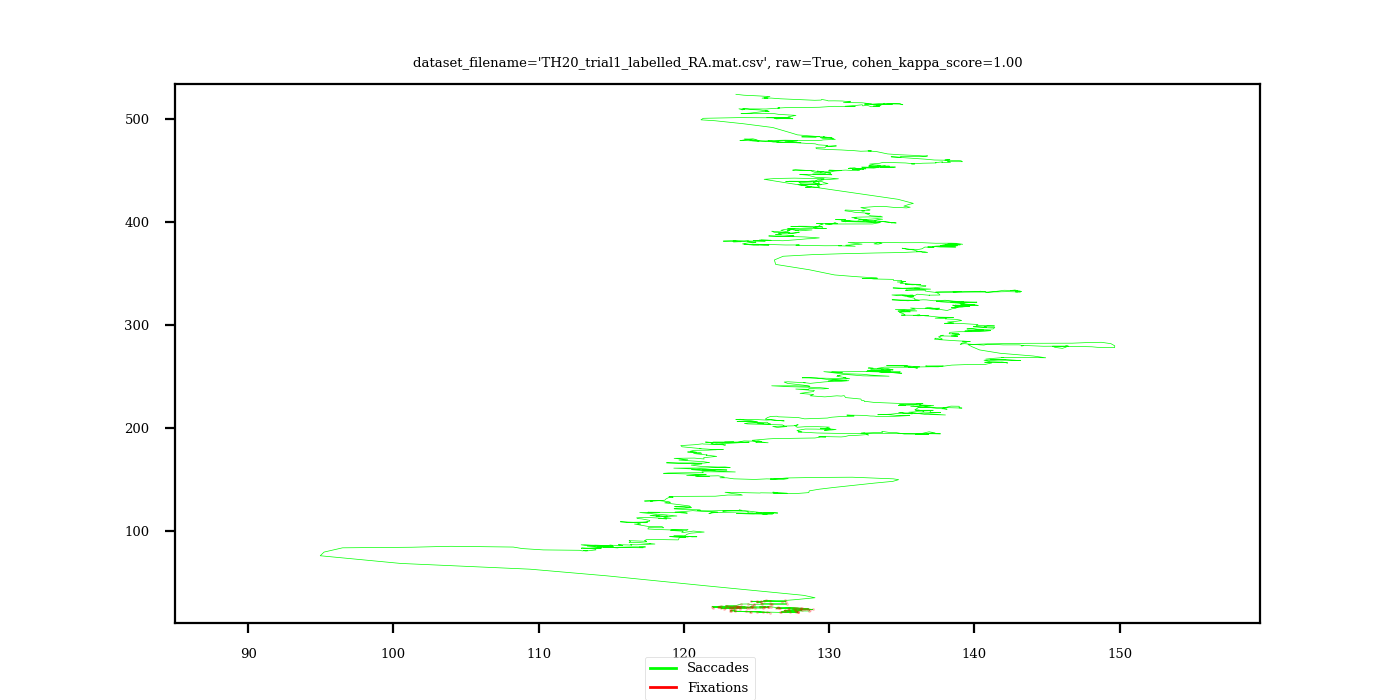 dataset_filename='TH20_trial1_labelled_RA.mat.csv', raw=True, cohen_kappa_score=1.00
500
400
300
200
100
90 100 110 120 130 140 150
Saccades
Fixations